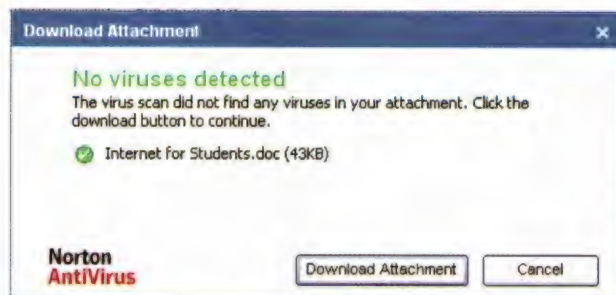 Download Attachment
No viruses detected
The virus scan did not find any viruses in your attachment. Click the
download button to continue.
Internet for Students.doc (43KB)
Norton
AntiVirus
Download Attachment
Cancel